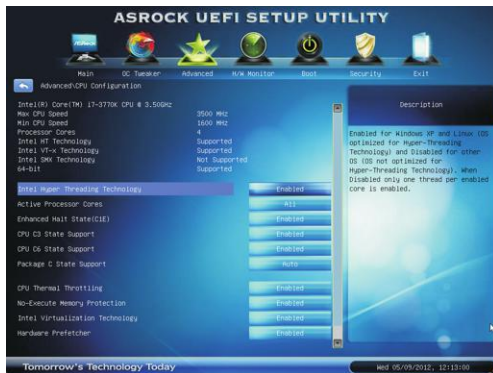 ASROCK UEFI SETUP UTILITY
Main
OC Tweaker
Advanced
H/W Monitor
Boot
Security
Exit
Advanced\CPU Configuration
Intel(R) Core(TM) i7-3770K CPU @ 3.50GHz
Max CPU Speed 3500 MHz
Min CPU Speed 1600 MHz
Processor Cores 4
Intel HT Technology Supported
Intel VT-x Technology Supported
Intel SMX Technology Not Supported
64-bit Supported
Intel Hyper Threading Technology Enabled
Active Processor Cores All
Enhanced Halt State(C1E) Enabled
CPU C3 State Support Enabled
CPU C6 State Support Enabled
Package C State Support Auto
CPU Thermal Throttling Enabled
No-Execute Memory Protection Enabled
Intel Virtualization Technology Enabled
Hardware Prefetcher Enabled
Description
Enabled for Windows XP and Linux (OS
optimized for Hyper-Threading
Technology) and Disabled for other
OS (OS not optimized for
Hyper-Threading Technology). When
Disabled only one thread per enabled
core is enabled.
Tomorrow's Technology Today
Wed 05/09/2012, 12:13:00